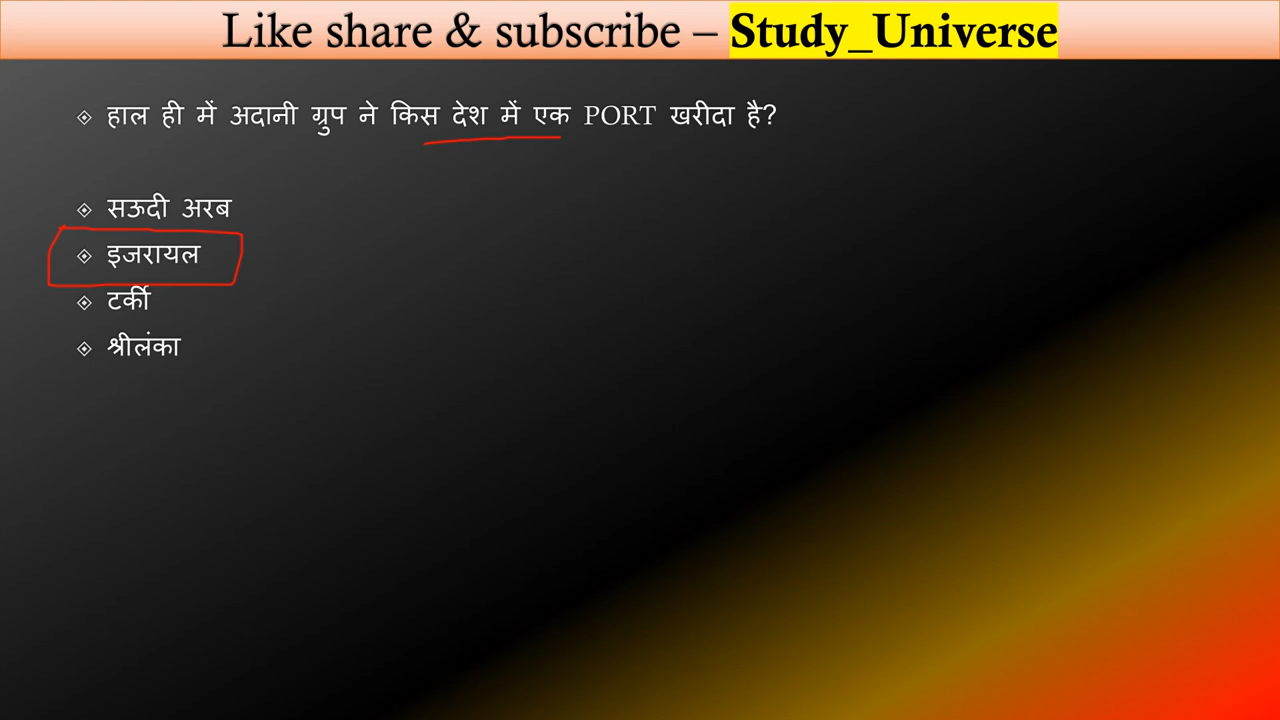 Like share & subscribe – Study_Universe
हाल ही में अदानी ग्रुप ने किस देश में एक PORT खरीदा है?
सऊदी अरब
इजरायल
टर्की
श्रीलंका